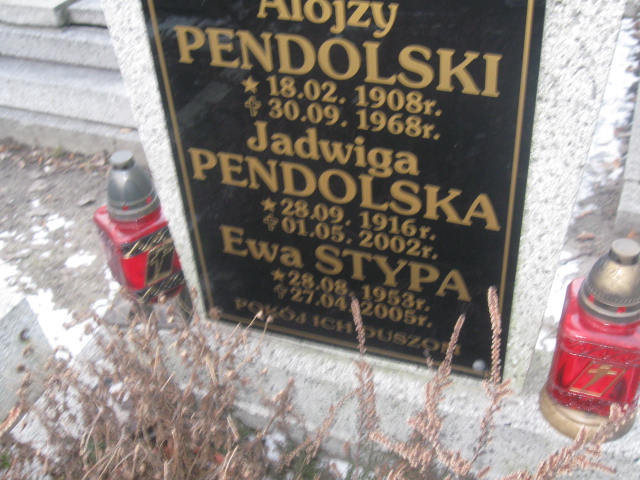 Alojzy
PENDOLSKI
★ 18.02. 1908r.
✝ 30.09. 1968r.
Jadwiga
PENDOLSKA
★ 28.09. 1916r.
✝ 01.05. 2002r.
Ewa STYPA
★ 28.08. 1953r.
✝ 27.04. 2005r.
POKÓJ ICH DUSZOM